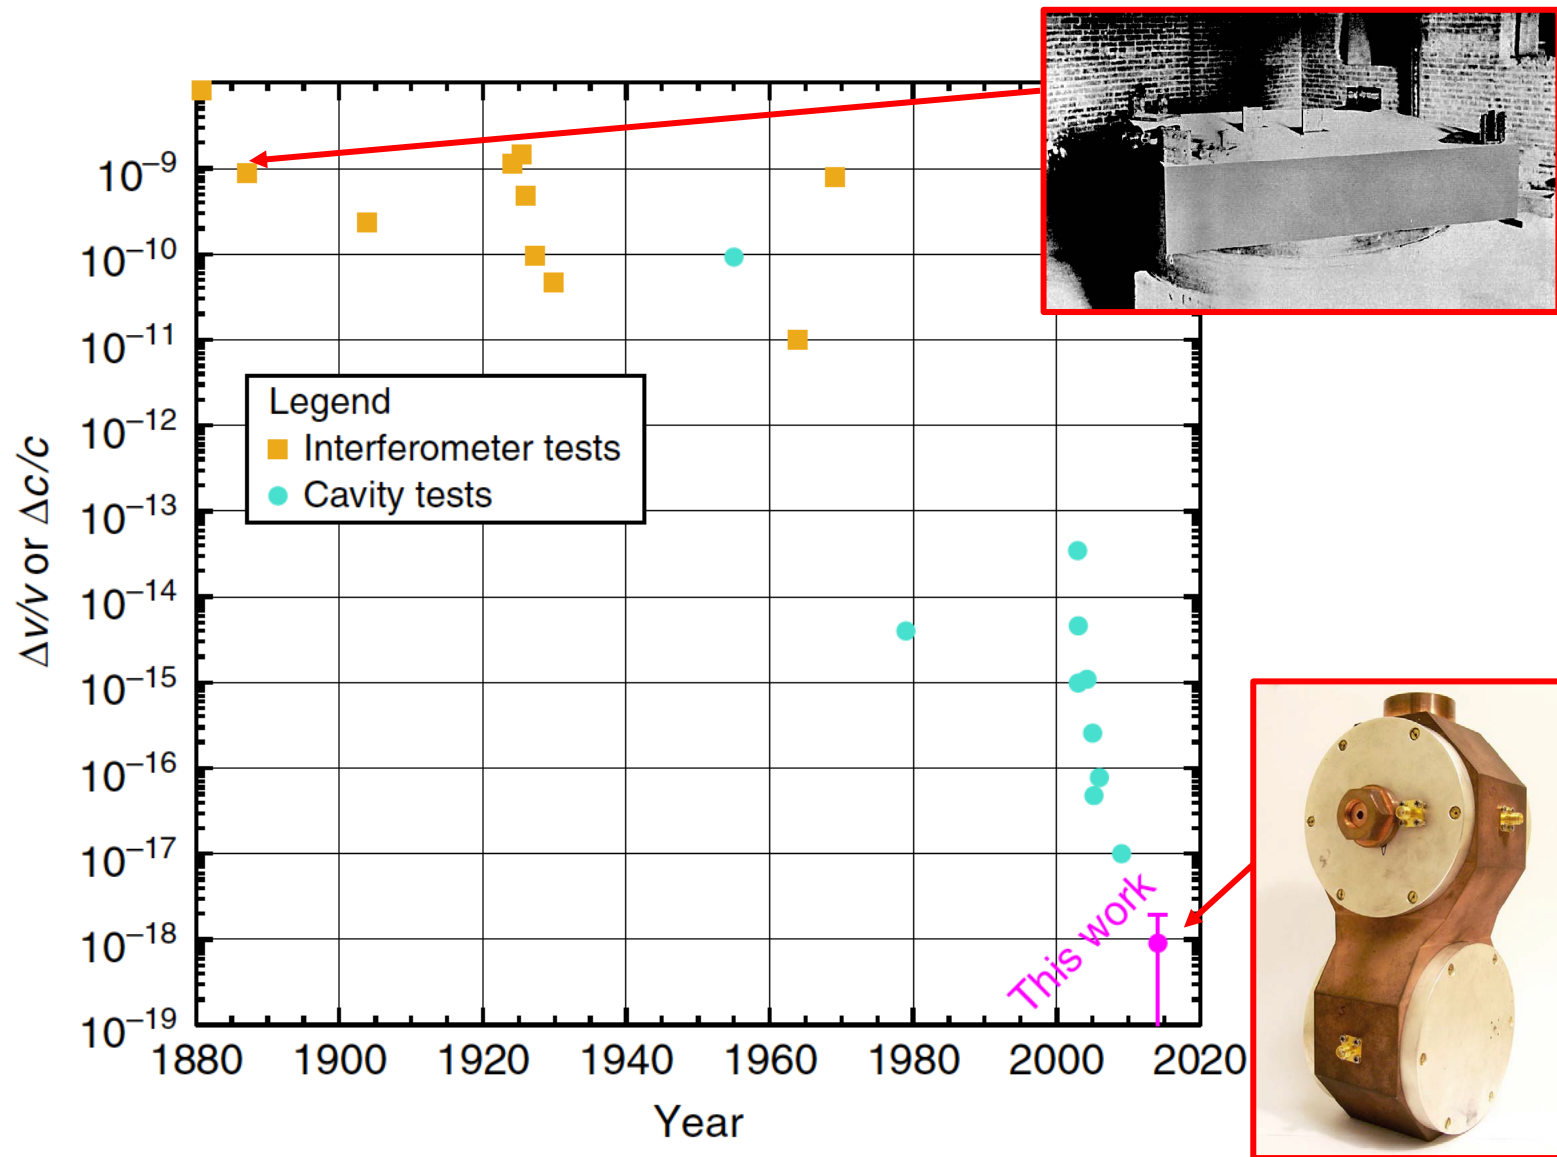 10⁻⁹
10⁻¹⁰
10⁻¹¹
10⁻¹²
10⁻¹³
10⁻¹⁴
10⁻¹⁵
10⁻¹⁶
10⁻¹⁷
10⁻¹⁸
10⁻¹⁹
Δν/ν or Δc/c
Legend
Interferometer tests
Cavity tests
This work
1880 1900 1920 1940 1960 1980 2000 2020
Year